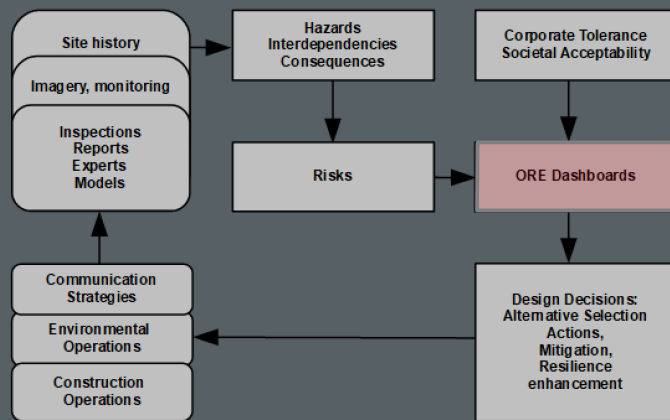 Site history
Imagery, monitoring
Inspections
Reports
Experts
Models
Hazards
Interdependencies
Consequences
Corporate Tolerance
Societal Acceptability
Risks
ORE Dashboards
Communication
Strategies
Environmental
Operations
Construction
Operations
Design Decisions:
Alternative Selection
Actions,
Mitigation,
Resilience
enhancement